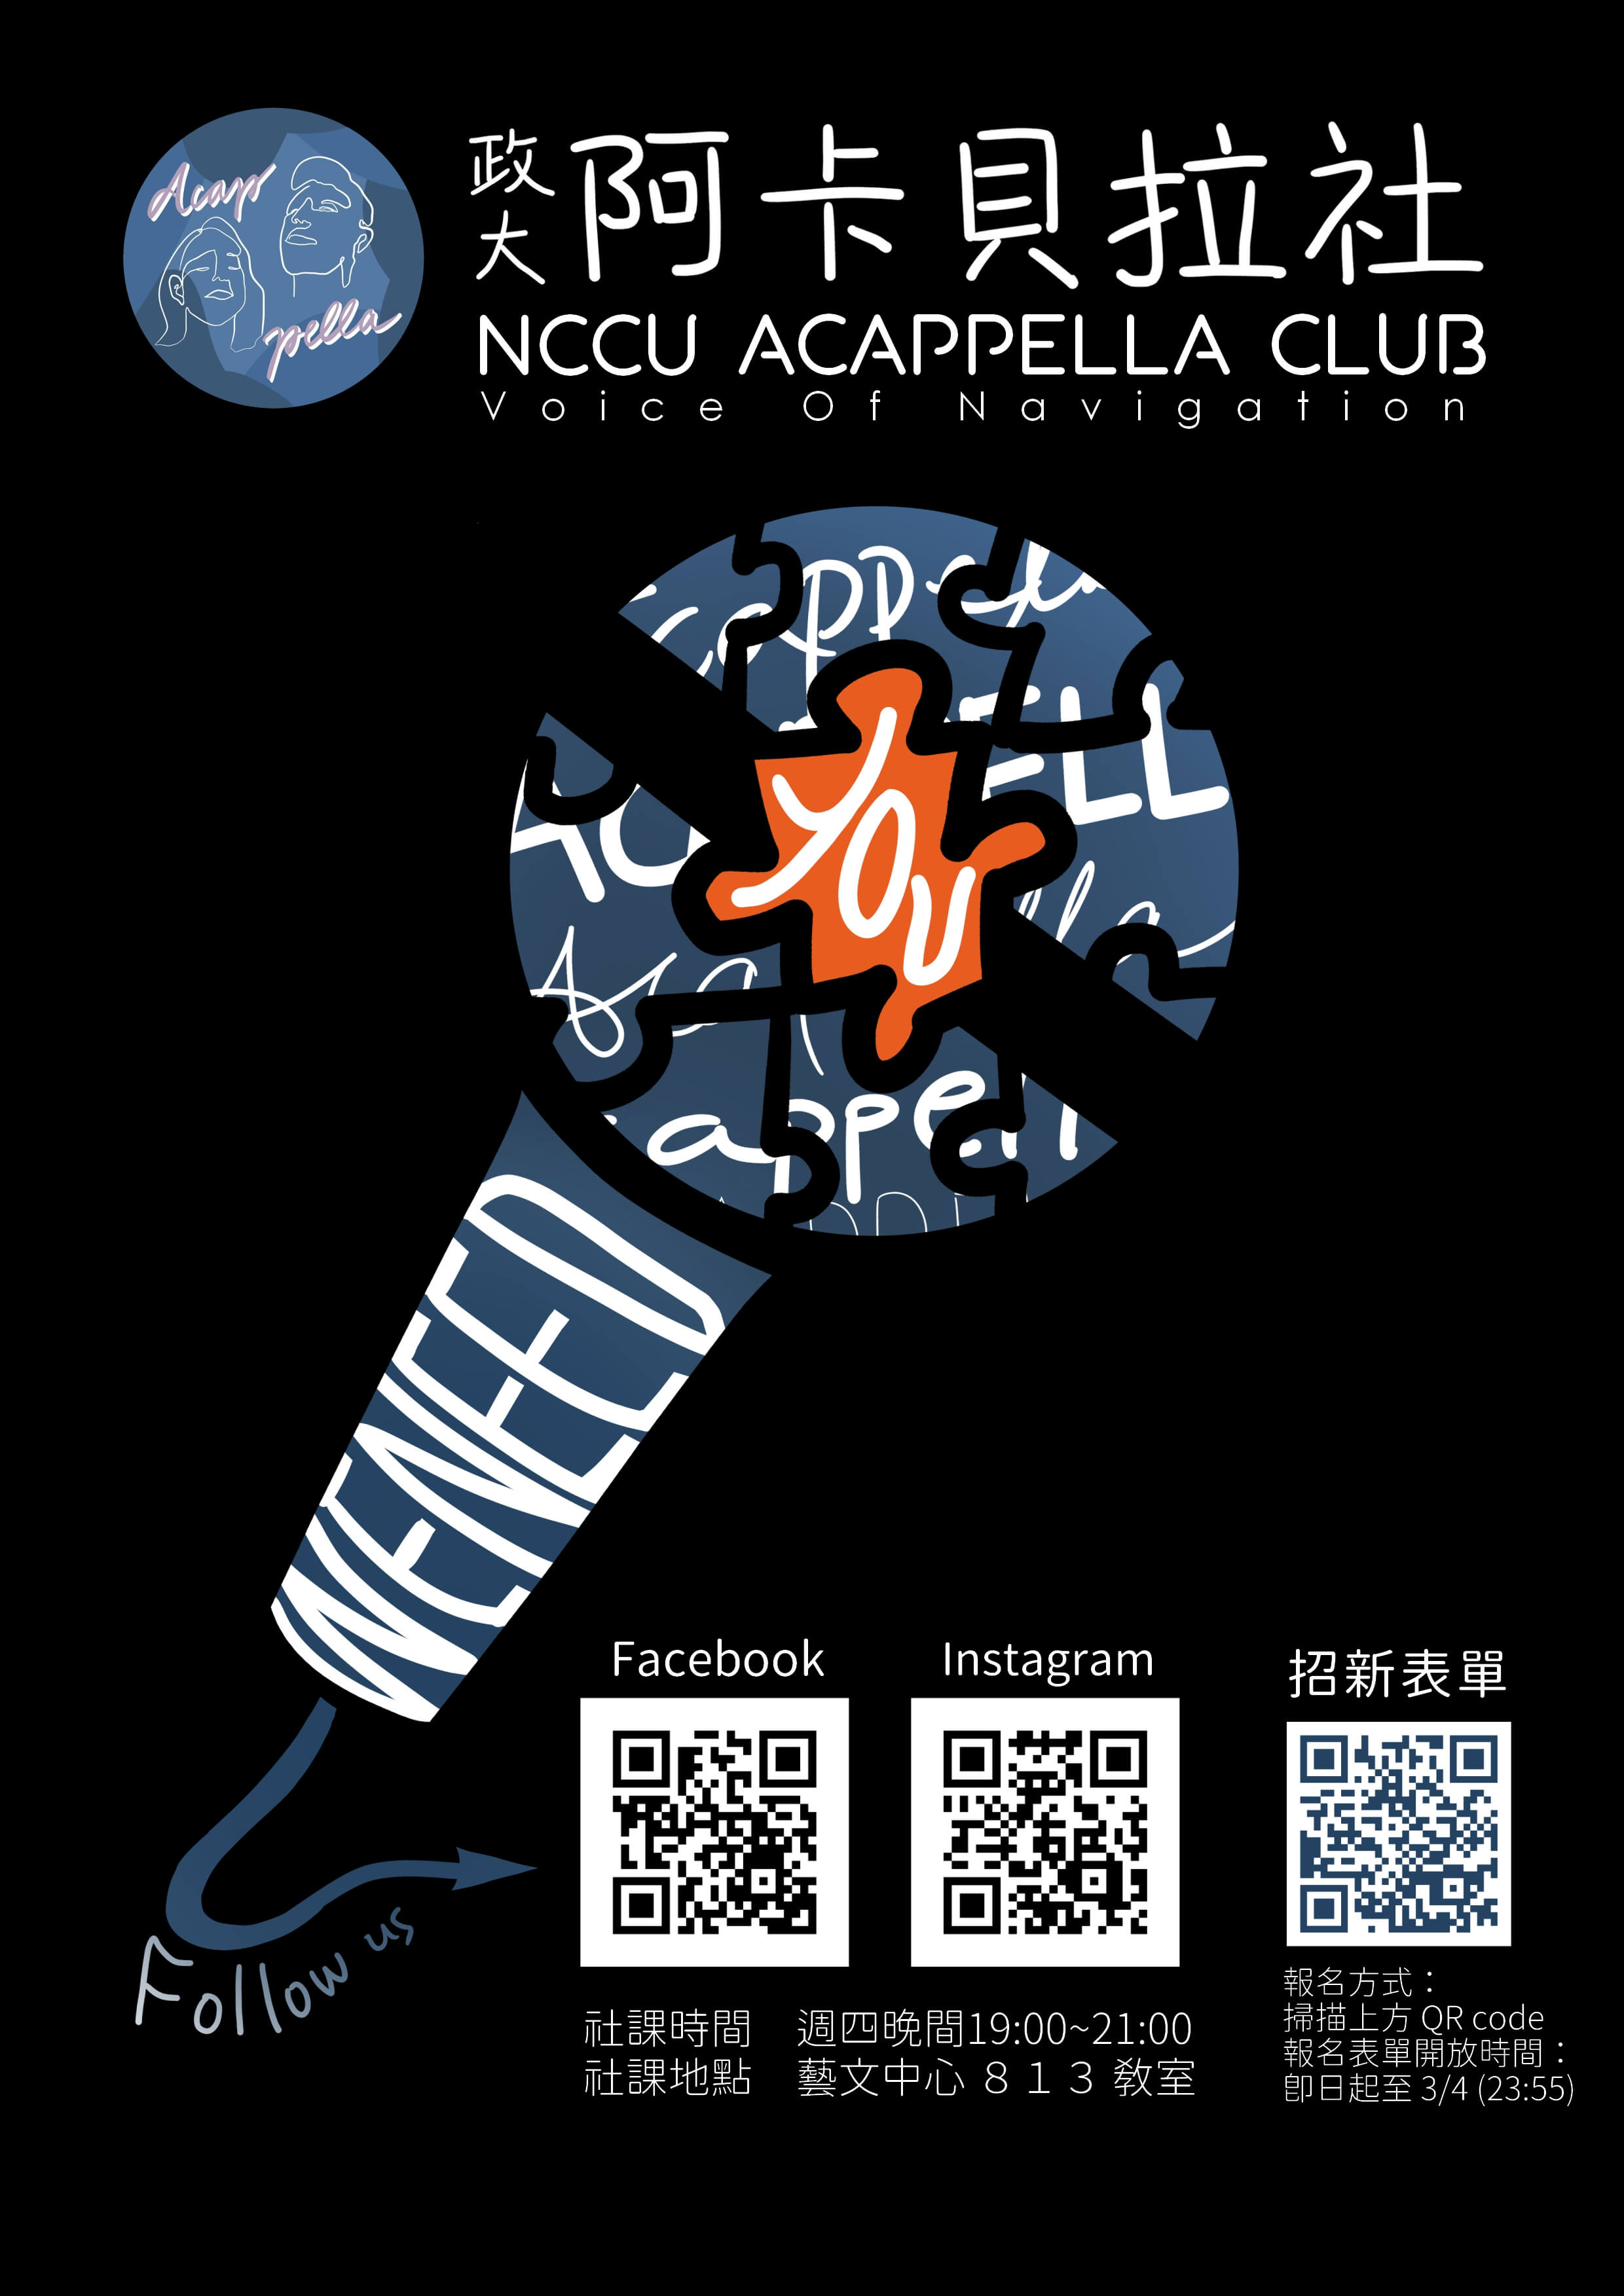 Acap
pella
政大 阿卡貝拉社
NCCU ACAPPELLA CLUB
Voice Of Navigation
YOU
WE NEED
Follow us
Facebook
Instagram
招新表單
社課時間 週四晚間19:00~21:00
社課地點 藝文中心 ８１３ 教室
報名方式：
掃描上方 QR code
報名表單開放時間：
即日起至 3/4 (23:55)